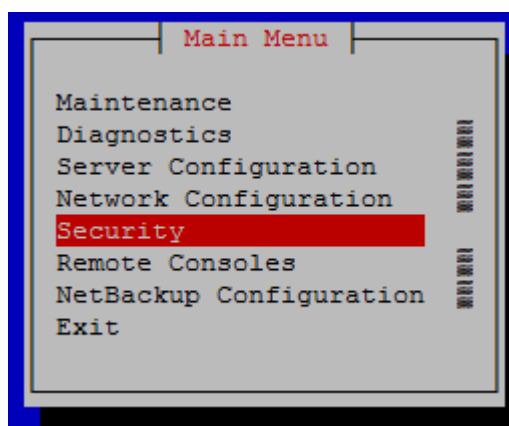 Main Menu
Maintenance
Diagnostics
Server Configuration
Network Configuration
Security
Remote Consoles
NetBackup Configuration
Exit